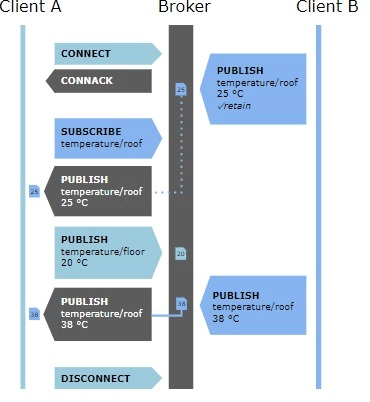 Client A
Broker
Client B
CONNECT
CONNACK
PUBLISH
temperature/roof
25 °C
√retain
25
SUBSCRIBE
temperature/roof
PUBLISH
temperature/roof
25 °C
25
PUBLISH
temperature/floor
20 °C
20
PUBLISH
temperature/roof
38 °C
38
38
PUBLISH
temperature/roof
38 °C
DISCONNECT